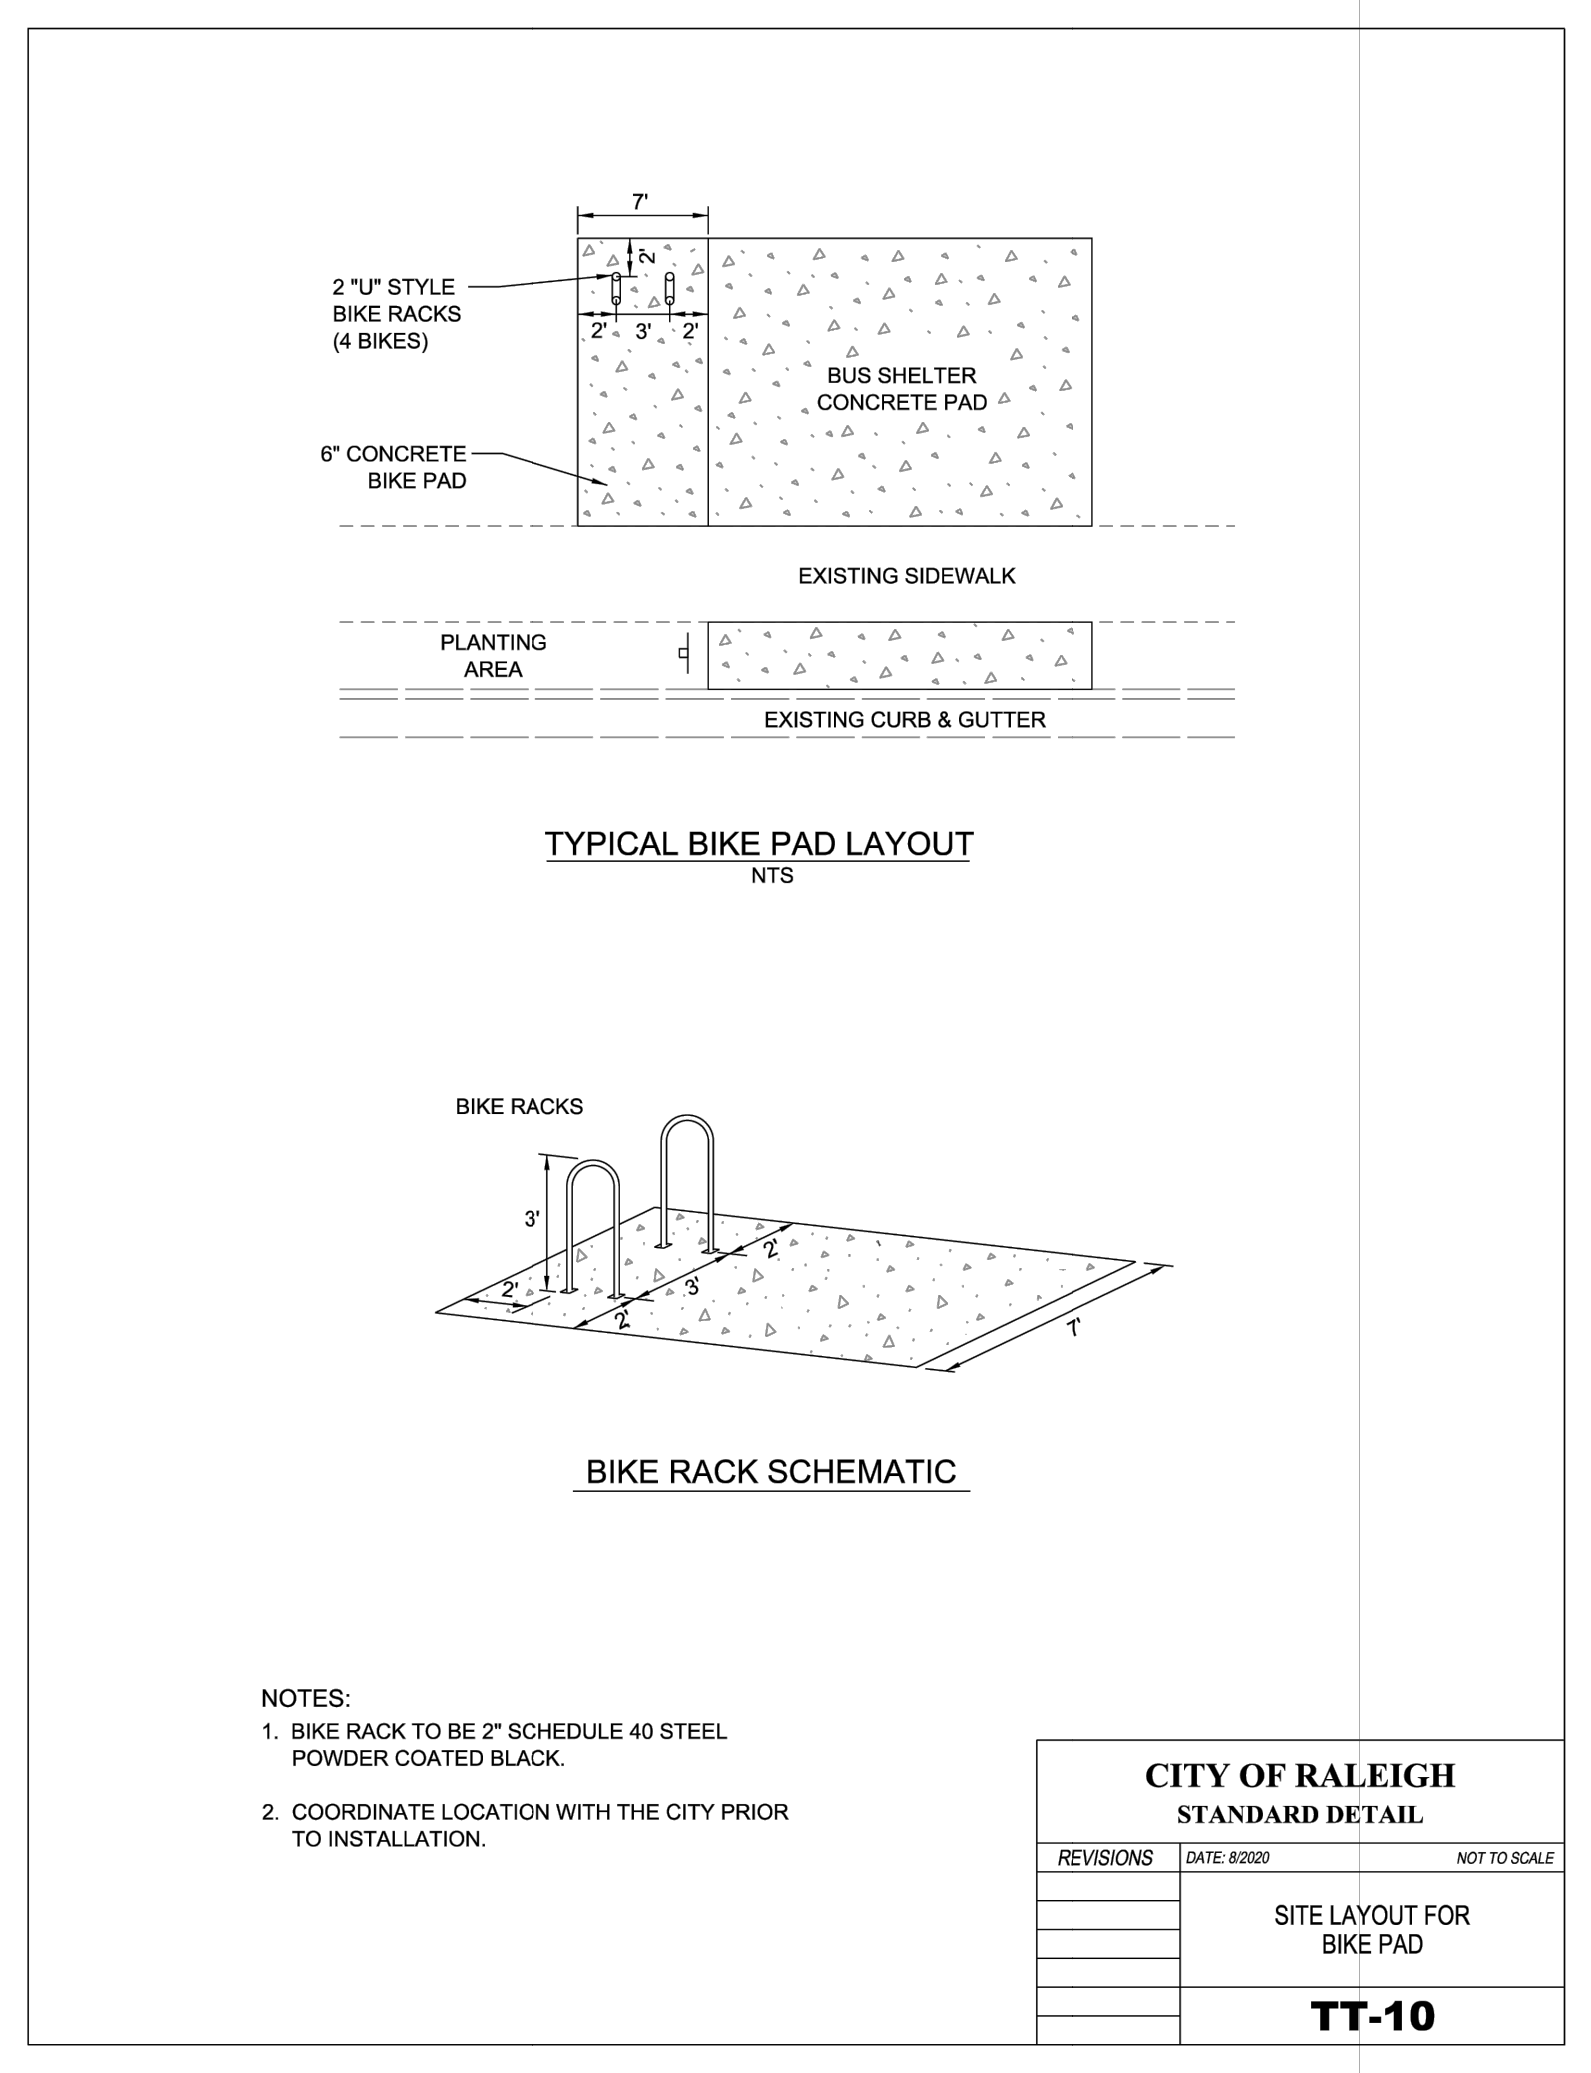 7'
2'
2 "U" STYLE
BIKE RACKS
(4 BIKES)
2' 3' 2'
BUS SHELTER
CONCRETE PAD
6" CONCRETE
BIKE PAD
EXISTING SIDEWALK
PLANTING
AREA
EXISTING CURB & GUTTER
TYPICAL BIKE PAD LAYOUT
NTS
BIKE RACKS
3'
2'
2'
3'
2'
7'
BIKE RACK SCHEMATIC
NOTES:
1. BIKE RACK TO BE 2" SCHEDULE 40 STEEL
POWDER COATED BLACK.
2. COORDINATE LOCATION WITH THE CITY PRIOR
TO INSTALLATION.
CITY OF RALEIGH
STANDARD DETAIL
REVISIONS DATE: 8/2020 NOT TO SCALE
SITE LAYOUT FOR
BIKE PAD
TT-10